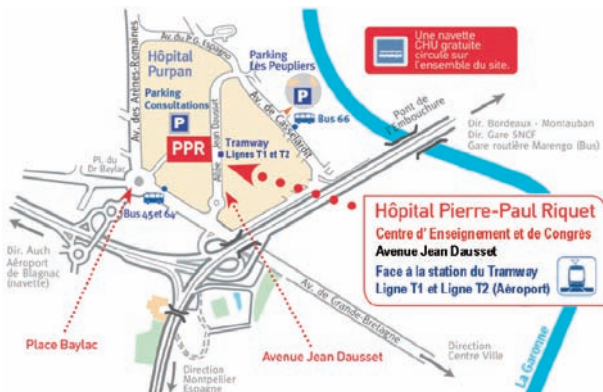 Une navette
CHU gratuite
circule sur
l'ensemble du site.
Av. des Arènes-Romaines
Av. du P.G. Espagno
Hôpital
Purpan
Parking
Les Peupliers
P
Parking
Consultations
P
Av. de Casselardit
Bus 66
Pont de
l'Embouchure
Dir. Bordeaux - Montauban
Dir. Gare SNCF
Gare routière Marengo (Bus)
Allée Jean Dausset
PPR
Tramway
Lignes T1 et T2
Pl. du
Dr Baylac
Bus 45 et 64
Hôpital Pierre-Paul Riquet
Centre d' Enseignement et de Congrès
Avenue Jean Dausset
Face à la station du Tramway
Ligne T1 et Ligne T2 (Aéroport)
Dir. Auch
Aéroport
de Blagnac
(navette)
Place Baylac
Avenue Jean Dausset
Av. de Grande-Bretagne
Direction
Centre Ville
Direction
Montpellier
Espagne
La Garonne